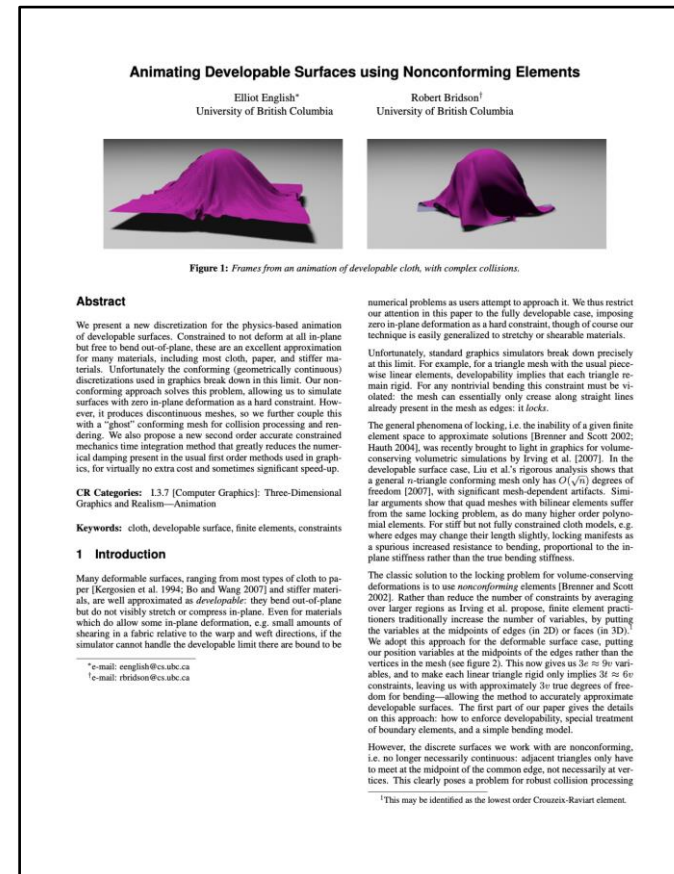 Animating Developable Surfaces using Nonconforming Elements
Elliot English*
University of British Columbia
Robert Bridson†
University of British Columbia
Figure 1: Frames from an animation of developable cloth, with complex collisions.
Abstract
We present a new discretization for the physics-based animation
of developable surfaces. Constrained to not deform at all in-plane
but free to bend out-of-plane, these are an excellent approximation
for many materials, including most cloth, paper, and stiffer ma-
terials. Unfortunately the conforming (geometrically continuous)
discretizations used in graphics break down in this limit. Our non-
conforming approach solves this problem, allowing us to simulate
surfaces with zero in-plane deformation as a hard constraint. How-
ever, it produces discontinuous meshes, so we further couple this
with a “ghost” conforming mesh for collision processing and ren-
dering. We also propose a new second order accurate constrained
mechanics time integration method that greatly reduces the numer-
ical damping present in the usual first order methods used in graph-
ics, for virtually no extra cost and sometimes significant speed-up.
CR Categories: I.3.7 [Computer Graphics]: Three-Dimensional
Graphics and Realism—Animation
Keywords: cloth, developable surface, finite elements, constraints
1 Introduction
Many deformable surfaces, ranging from most types of cloth to pa-
per [Kergosien et al. 1994; Bo and Wang 2007] and stiffer materi-
als, are well approximated as developable: they bend out-of-plane
but do not visibly stretch or compress in-plane. Even for materials
which do allow some in-plane deformation, e.g. small amounts of
shearing in a fabric relative to the warp and weft directions, if the
simulator cannot handle the developable limit there are bound to be
*e-mail: eenglish@cs.ubc.ca
†e-mail: rbridson@cs.ubc.ca
numerical problems as users attempt to approach it. We thus restrict
our attention in this paper to the fully developable case, imposing
zero in-plane deformation as a hard constraint, though of course our
technique is easily generalized to stretchy or shearable materials.
Unfortunately, standard graphics simulators break down precisely
at this limit. For example, for a triangle mesh with the usual piece-
wise linear elements, developability implies that each triangle re-
main rigid. For any nontrivial bending this constraint must be vi-
olated: the mesh can essentially only crease along straight lines
already present in the mesh as edges: it locks.
The general phenomena of locking, i.e. the inability of a given finite
element space to approximate solutions [Brenner and Scott 2002;
Hauth 2004], was recently brought to light in graphics for volume-
conserving volumetric simulations by Irving et al. [2007]. In the
developable surface case, Liu et al.’s rigorous analysis shows that
a general n-triangle conforming mesh only has O(√n) degrees of
freedom [2007], with significant mesh-dependent artifacts. Simi-
lar arguments show that quad meshes with bilinear elements suffer
from the same locking problem, as do many higher order polyno-
mial elements. For stiff but not fully constrained cloth models, e.g.
where edges may change their length slightly, locking manifests as
a spurious increased resistance to bending, proportional to the in-
plane stiffness rather than the true bending stiffness.
The classic solution to the locking problem for volume-conserving
deformations is to use nonconforming elements [Brenner and Scott
2002]. Rather than reduce the number of constraints by averaging
over larger regions as Irving et al. propose, finite element practi-
tioners traditionally increase the number of variables, by putting
the variables at the midpoints of edges (in 2D) or faces (in 3D).¹
We adopt this approach for the deformable surface case, putting
our position variables at the midpoints of the edges rather than the
vertices in the mesh (see figure 2). This now gives us 3e ≈ 9v vari-
ables, and to make each linear triangle rigid only implies 3t ≈ 6v
constraints, leaving us with approximately 3v true degrees of free-
dom for bending—allowing the method to accurately approximate
developable surfaces. The first part of our paper gives the details
on this approach: how to enforce developability, special treatment
of boundary elements, and a simple bending model.
However, the discrete surfaces we work with are nonconforming,
i.e. no longer necessarily continuous: adjacent triangles only have
to meet at the midpoint of the common edge, not necessarily at ver-
tices. This clearly poses a problem for robust collision processing
¹This may be identified as the lowest order Crouzeix-Raviart element.